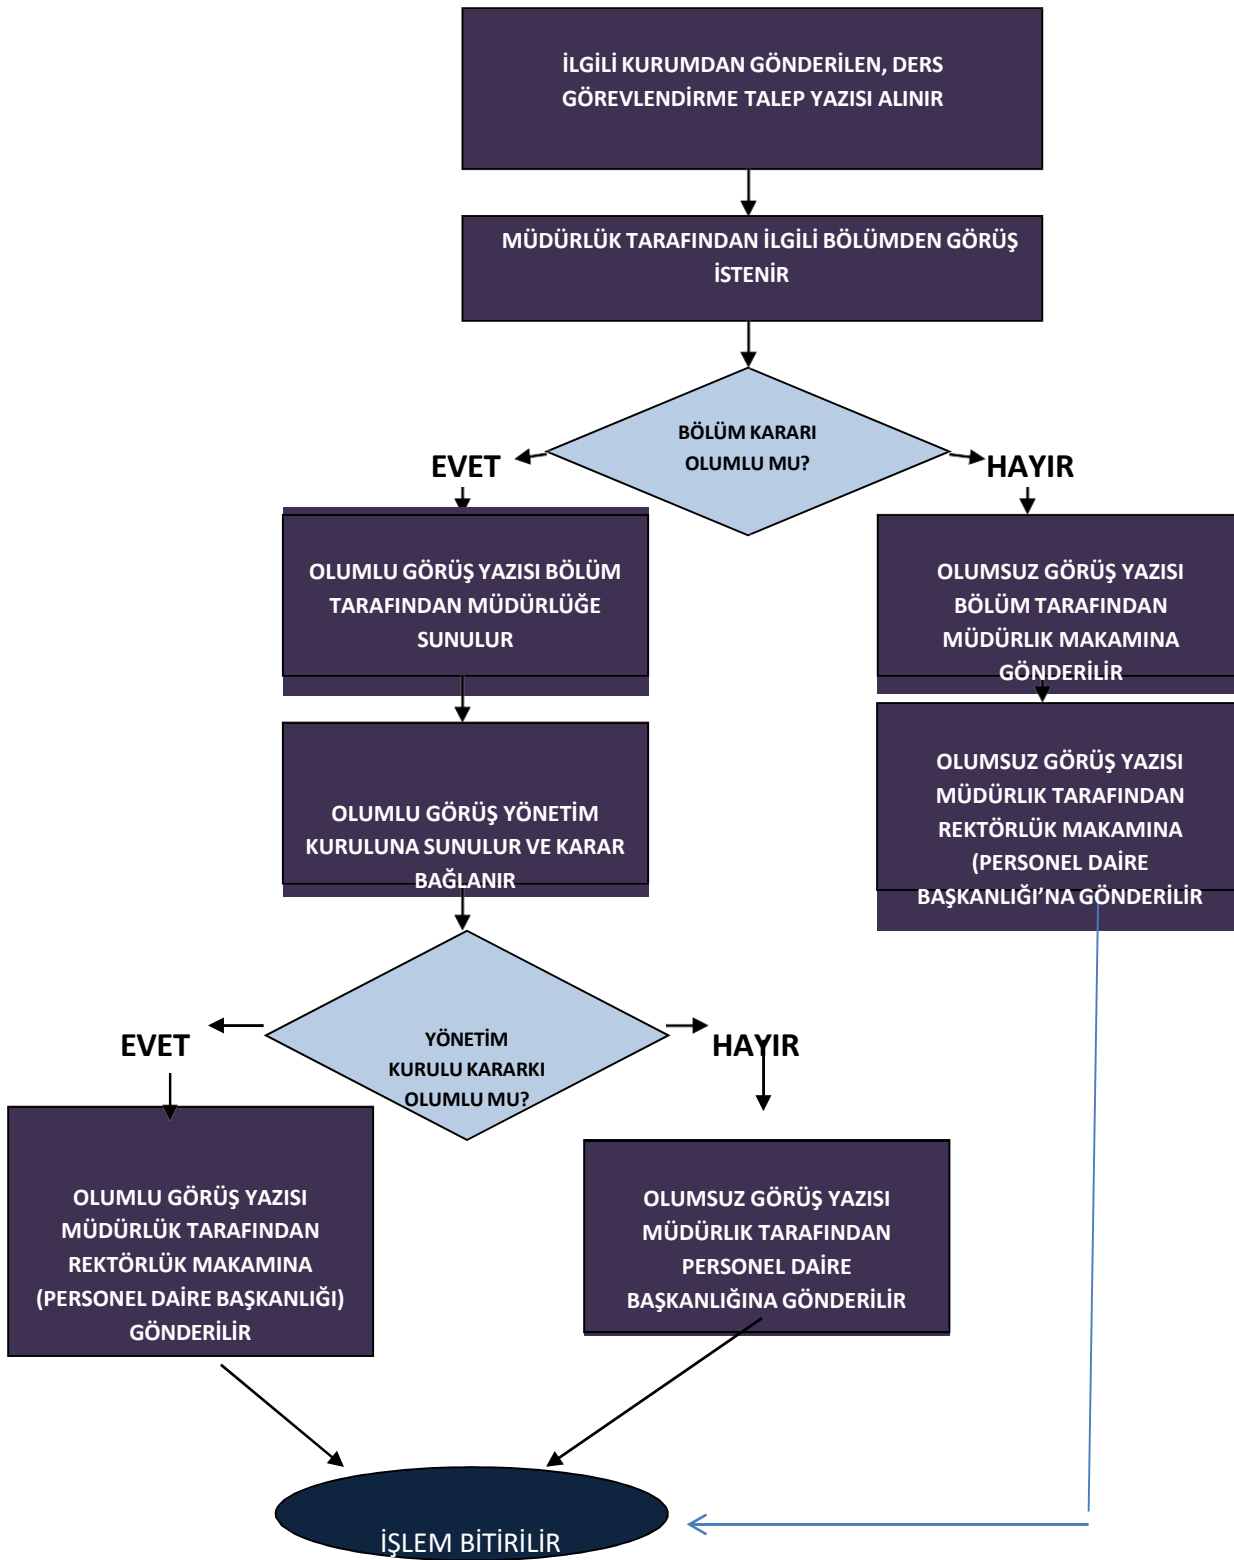 İLGİLİ KURUMDAN GÖNDERİLEN, DERS
GÖREVLENDİRME TALEP YAZISI ALINIR
MÜDÜRLÜK TARAFINDAN İLGİLİ BÖLÜMDEN GÖRÜŞ
İSTENİR
BÖLÜM KARARI
OLUMLU MU?
EVET
HAYIR
OLUMLU GÖRÜŞ YAZISI BÖLÜM
TARAFINDAN MÜDÜRLÜĞE
SUNULUR
OLUMSUZ GÖRÜŞ YAZISI
BÖLÜM TARAFINDAN
MÜDÜRLIK MAKAMINA
GÖNDERİLİR
OLUMLU GÖRÜŞ YÖNETİM
KURULUNA SUNULUR VE KARAR
BAĞLANIR
OLUMSUZ GÖRÜŞ YAZISI
MÜDÜRLIK TARAFINDAN
REKTÖRLÜK MAKAMINA
(PERSONEL DAİRE
BAŞKANLIĞI’NA GÖNDERİLİR
YÖNETİM
KURULU KARARKI
OLUMLU MU?
EVET
HAYIR
OLUMLU GÖRÜŞ YAZISI
MÜDÜRLÜK TARAFINDAN
REKTÖRLÜK MAKAMINA
(PERSONEL DAİRE BAŞKANLIĞI)
GÖNDERİLİR
OLUMSUZ GÖRÜŞ YAZISI
MÜDÜRLIK TARAFINDAN
PERSONEL DAİRE
BAŞKANLIĞINA GÖNDERİLİR
İŞLEM BİTİRİLİR